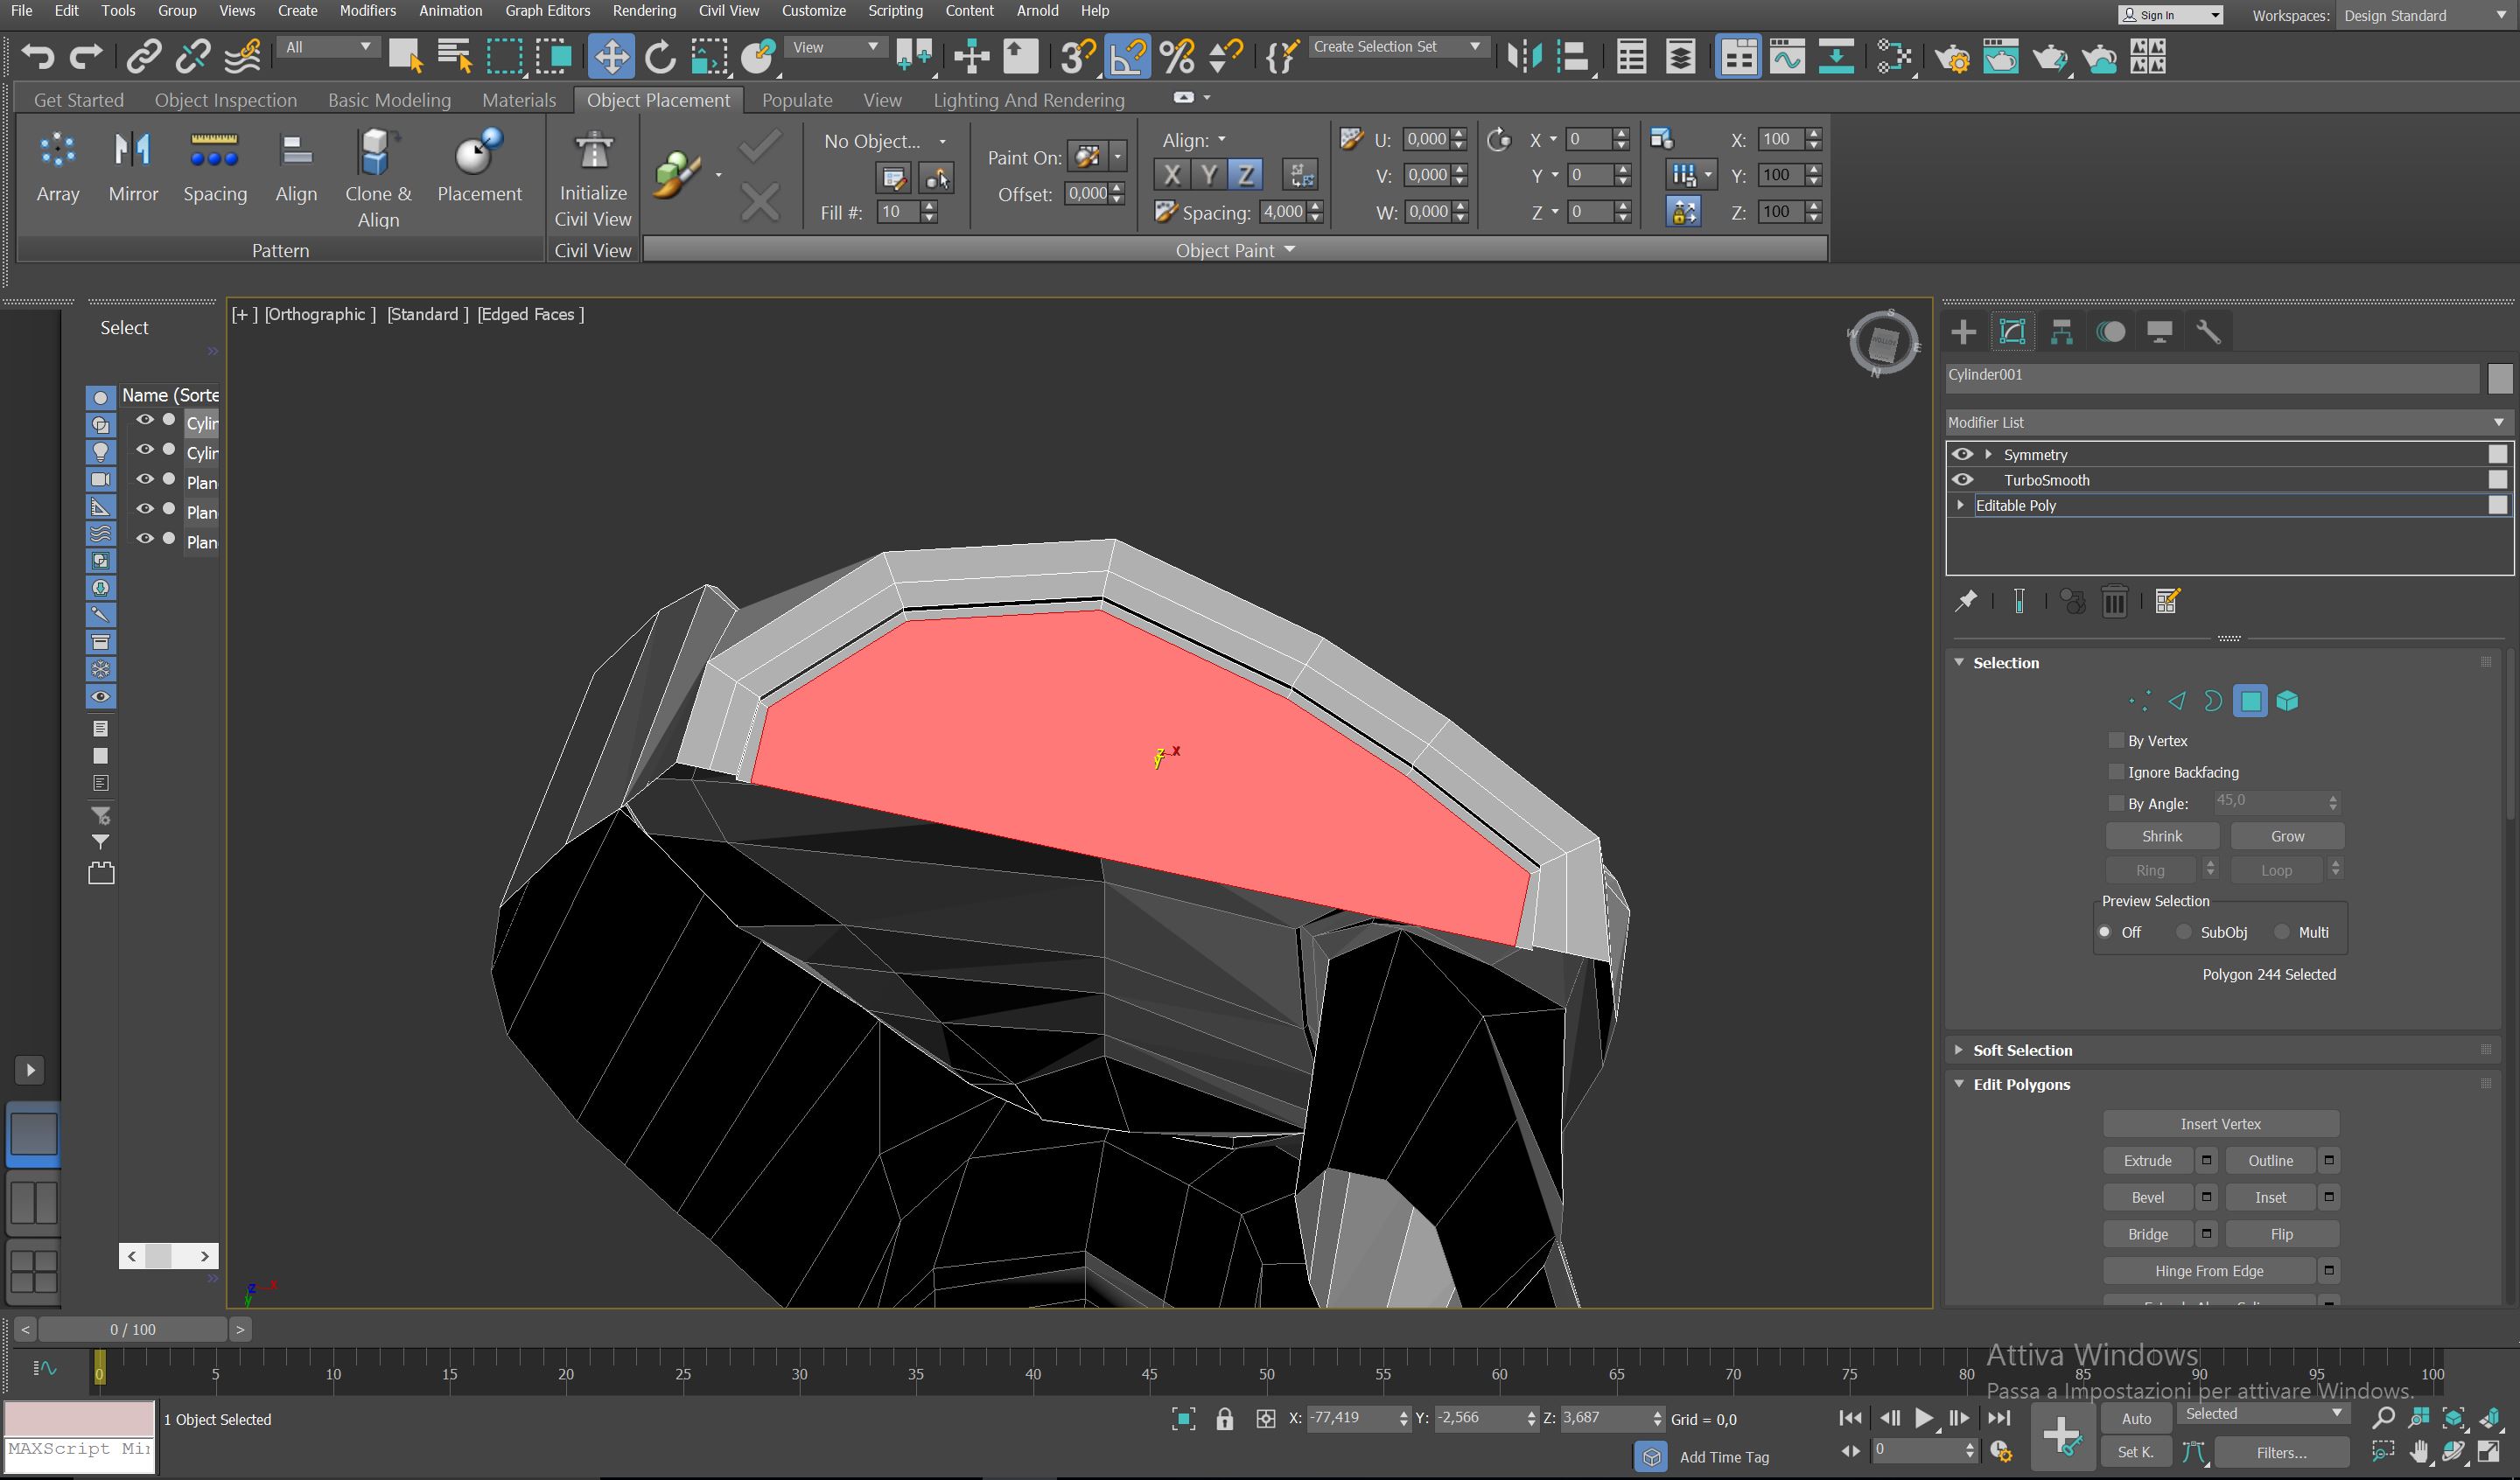 File Edit Tools Group Views Create Modifiers Animation Graph Editors Rendering Civil View Customize Scripting Content Arnold Help
Sign In Workspaces: Design Standard
All View Create Selection Set
Get Started Object Inspection Basic Modeling Materials Object Placement Populate View Lighting And Rendering
No Object... Align: U: 0,000 X 0 X: 100
Paint On: X Y Z V: 0,000 Y 0 Y: 100
Array Mirror Spacing Align Clone & Align Placement Initialize Civil View Offset: 0,000
Fill #: 10 Spacing: 4,000 W: 0,000 Z 0 Z: 100
Pattern Civil View Object Paint
[+ ] [Orthographic ] [Standard ] [Edged Faces ]
Select
Name (Sorte
Cylin
Cylin
Plan
Plan
Plan
S
W E
N
BOTTOM
z x
y
z x
y
Cylinder001
Modifier List
Symmetry
TurboSmooth
Editable Poly
Selection
By Vertex
Ignore Backfacing
By Angle: 45,0
Shrink Grow
Ring Loop
Preview Selection
Off SubObj Multi
Polygon 244 Selected
Soft Selection
Edit Polygons
Insert Vertex
Extrude Outline
Bevel Inset
Bridge Flip
Hinge From Edge
< 0 / 100 >
0 5 10 15 20 25 30 35 40 45 50 55 60 65 70 75 80 85 90 95 100
Attiva Windows
Passa a Impostazioni per attivare Windows.
1 Object Selected X: -77,419 Y: -2,566 Z: 3,687 Grid = 0,0 Auto Selected
MAXScript Mi
Add Time Tag 0 Set K. Filters...